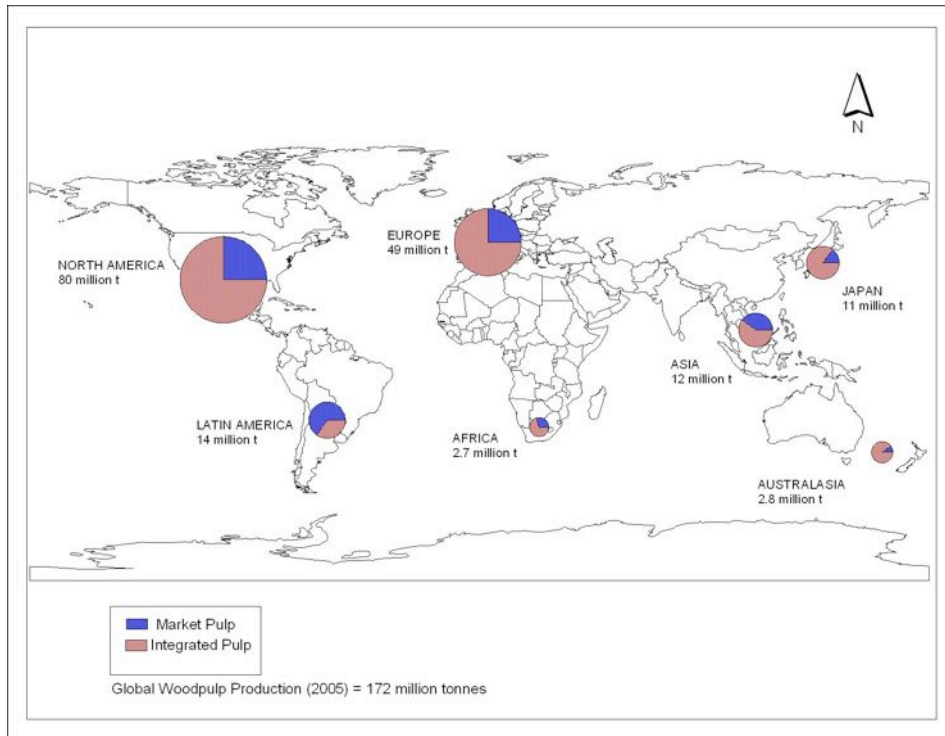 N
NORTH AMERICA
80 million t
EUROPE
49 million t
JAPAN
11 million t
ASIA
12 million t
LATIN AMERICA
14 million t
AFRICA
2.7 million t
AUSTRALASIA
2.8 million t
Market Pulp
Integrated Pulp
Global Woodpulp Production (2005) = 172 million tonnes